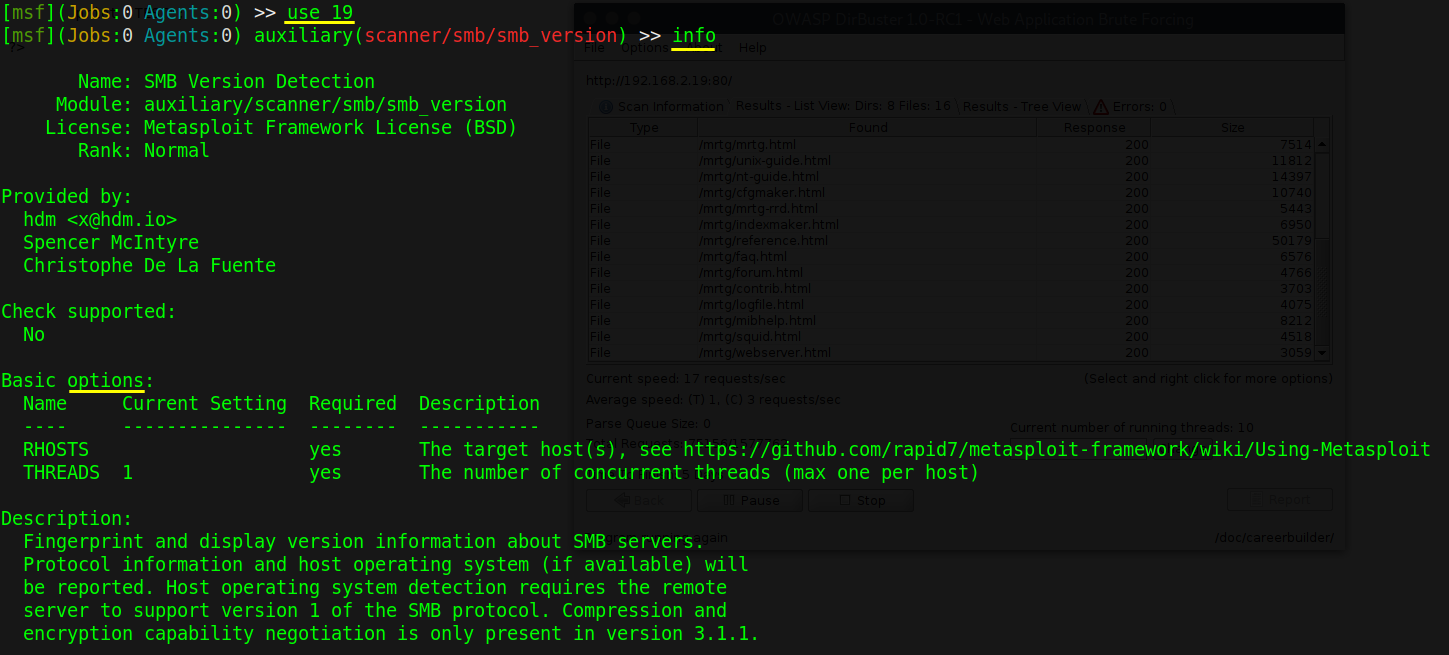 [msf](Jobs:0 Agents:0) >> use 19
[msf](Jobs:0 Agents:0) auxiliary(scanner/smb/smb_version) >> info
Name: SMB Version Detection
Module: auxiliary/scanner/smb/smb_version
License: Metasploit Framework License (BSD)
Rank: Normal
Provided by:
hdm <x@hdm.io>
Spencer McIntyre
Christophe De La Fuente
Check supported:
No
Basic options:
Name Current Setting Required Description
---- --------------- -------- -----------
RHOSTS yes The target host(s), see https://github.com/rapid7/metasploit-framework/wiki/Using-Metasploit
THREADS 1 yes The number of concurrent threads (max one per host)
Description:
Fingerprint and display version information about SMB servers.
Protocol information and host operating system (if available) will
be reported. Host operating system detection requires the remote
server to support version 1 of the SMB protocol. Compression and
encryption capability negotiation is only present in version 3.1.1.
OWASP DirBuster 1.0-RC1 - Web Application Brute Forcing
File Options Help
http://192.168.2.19:80/
Scan Information Results - List View: Dirs: 8 Files: 16 Results - Tree View Errors: 0
Type Found Response Size
File /mrtg/mrtg.html 200 7514
File /mrtg/unix-guide.html 200 11812
File /mrtg/nt-guide.html 200 14397
File /mrtg/cfgmaker.html 200 10740
File /mrtg/mrtg-rrd.html 200 5443
File /mrtg/indexmaker.html 200 6950
File /mrtg/reference.html 200 50179
File /mrtg/faq.html 200 6576
File /mrtg/forum.html 200 4766
File /mrtg/contrib.html 200 3703
File /mrtg/logfile.html 200 4075
File /mrtg/mibhelp.html 200 8212
File /mrtg/squid.html 200 4518
File /mrtg/webserver.html 200 3059
Current speed: 17 requests/sec (Select and right click for more options)
Average speed: (T) 1, (C) 3 requests/sec
Parse Queue Size: 0
Current number of running threads: 10
Back Pause Stop Report
again /doc/careerbuilder/